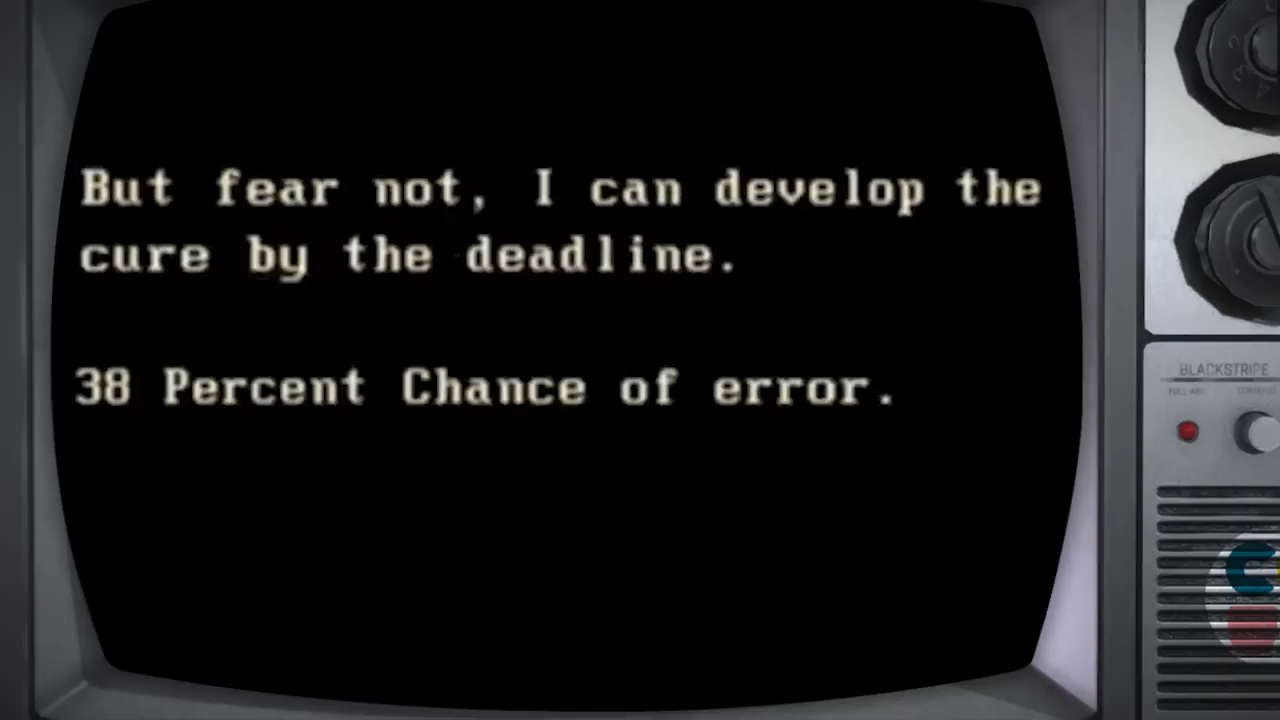 But fear not, I can develop the
cure by the deadline.
38 Percent Chance of error.
BLACKSTRIPE